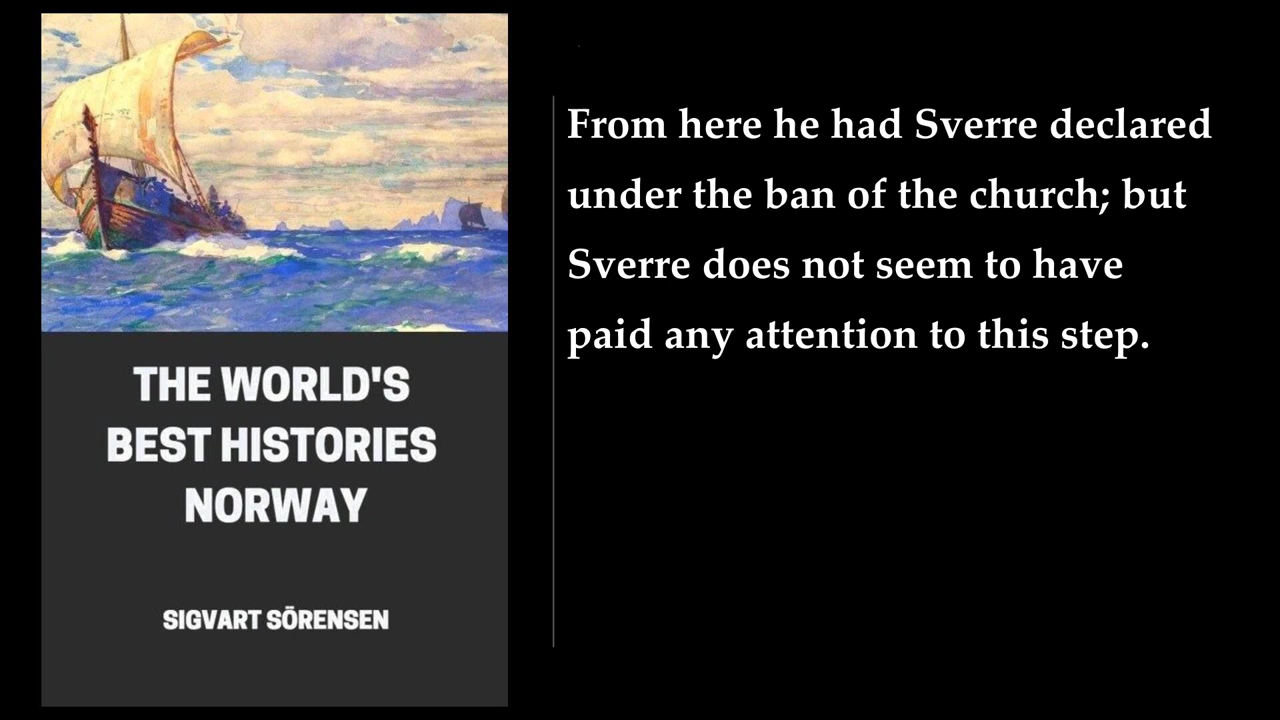 THE WORLD'S
BEST HISTORIES
NORWAY
SIGVART SÖRENSEN
From here he had Sverre declared
under the ban of the church; but
Sverre does not seem to have
paid any attention to this step.